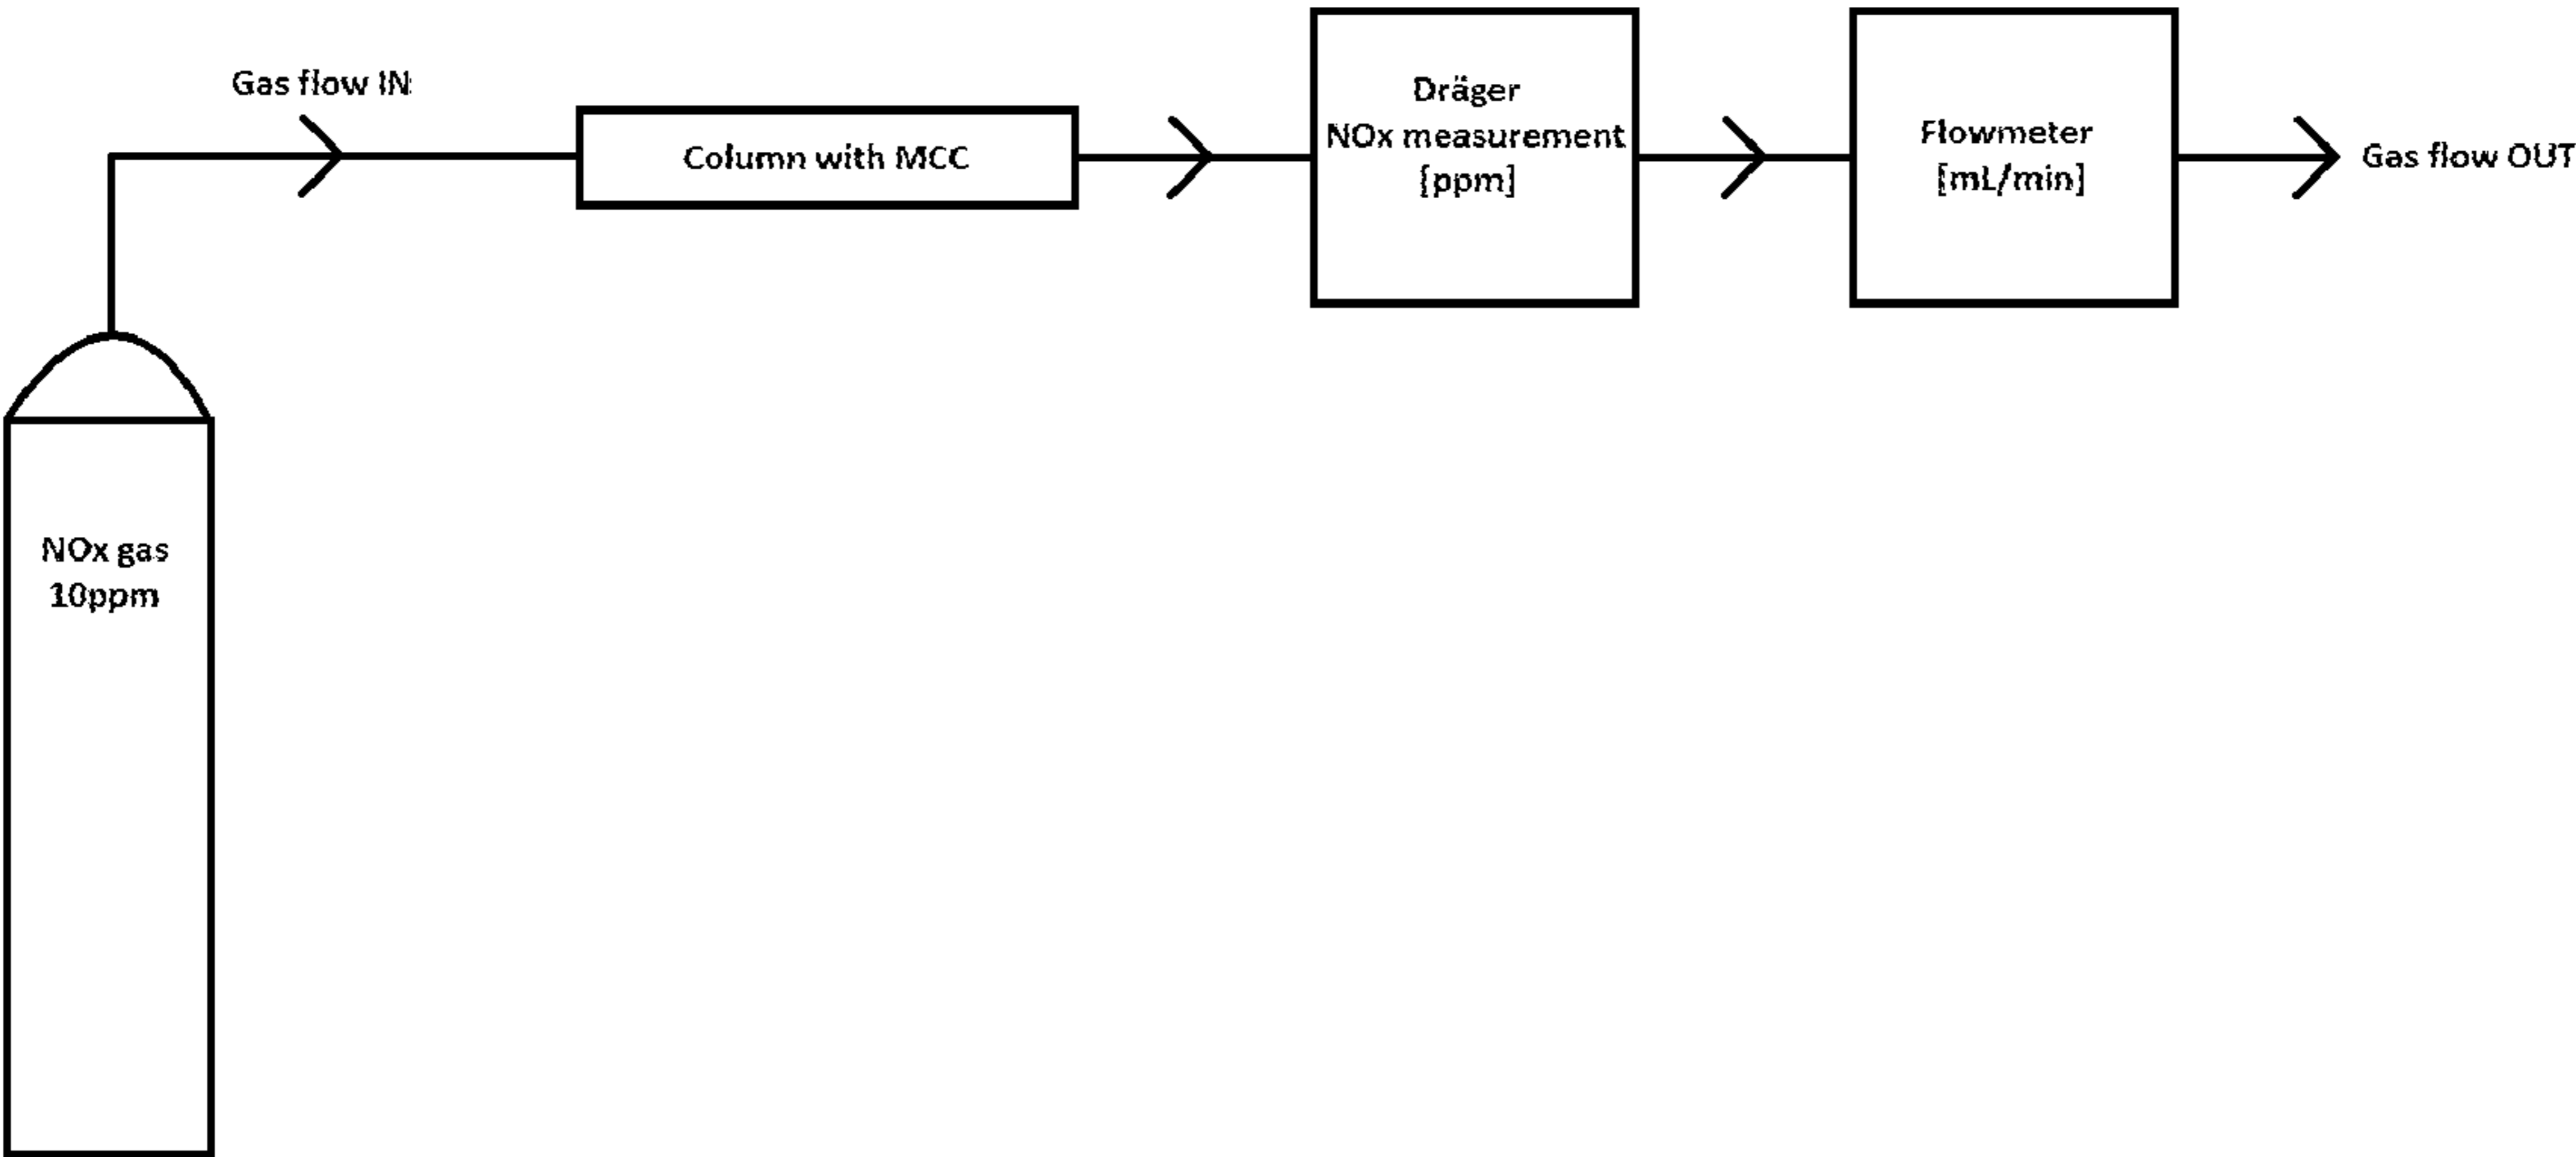 Gas flow IN
Column with MCC
Dräger
NOx measurement
[ppm]
Flowmeter
[mL/min]
Gas flow OUT
NOx gas
10ppm